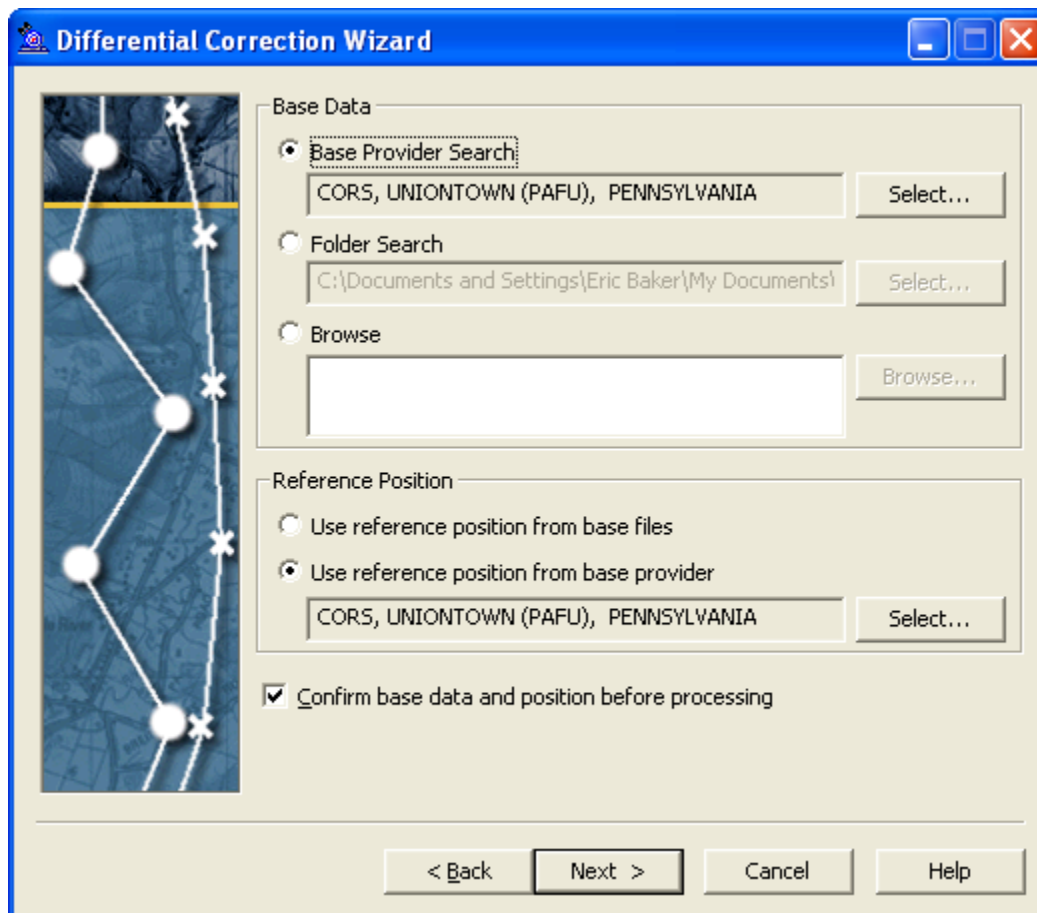 Differential Correction Wizard
Base Data
Base Provider Search
CORS, UNIONTOWN (PAFU),  PENNSYLVANIA
Select...
Folder Search
C:\Documents and Settings\Eric Baker\My Documents\
Select...
Browse
Browse...
Reference Position
Use reference position from base files
Use reference position from base provider
CORS, UNIONTOWN (PAFU),  PENNSYLVANIA
Select...
Confirm base data and position before processing
< Back
Next >
Cancel
Help